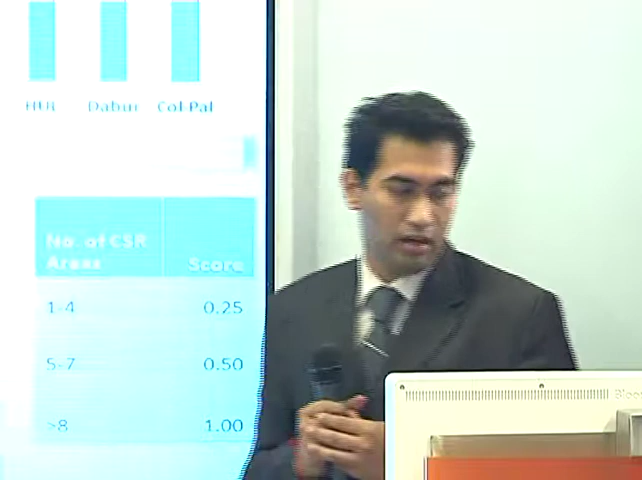 HUL Dabur Col Pal
No. of CSR
Areas Score
1-4 0.25
5-7 0.50
>8 1.00